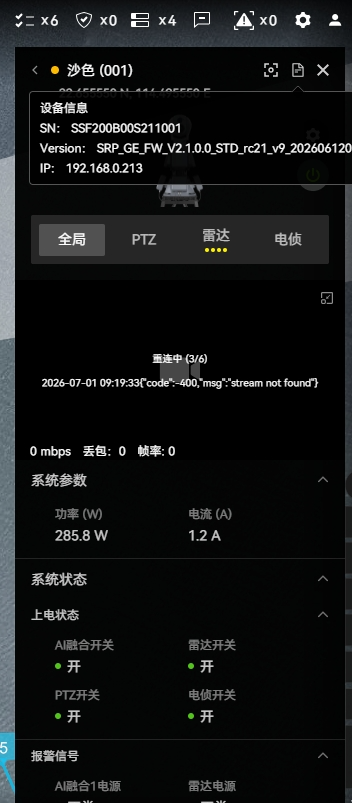 x6 x0 x4 x0
沙色 (001)
设备信息
SN: SSF200B00S211001
Version: SRP_GE_FW_V2.1.0.0_STD_rc21_v9_202606120
IP: 192.168.0.213
全局 PTZ 雷达 电侦
重连中 (3/6)
2026-07-01 09:19:33{"code":-400,"msg":"stream not found"}
0 mbps 丢包: 0 帧率: 0
系统参数
功率 (W) 电流 (A)
285.8 W 1.2 A
系统状态
上电状态
AI融合开关 雷达开关
开 开
PTZ开关 电侦开关
开 开
5
报警信号
AI融合1电源 雷达电源